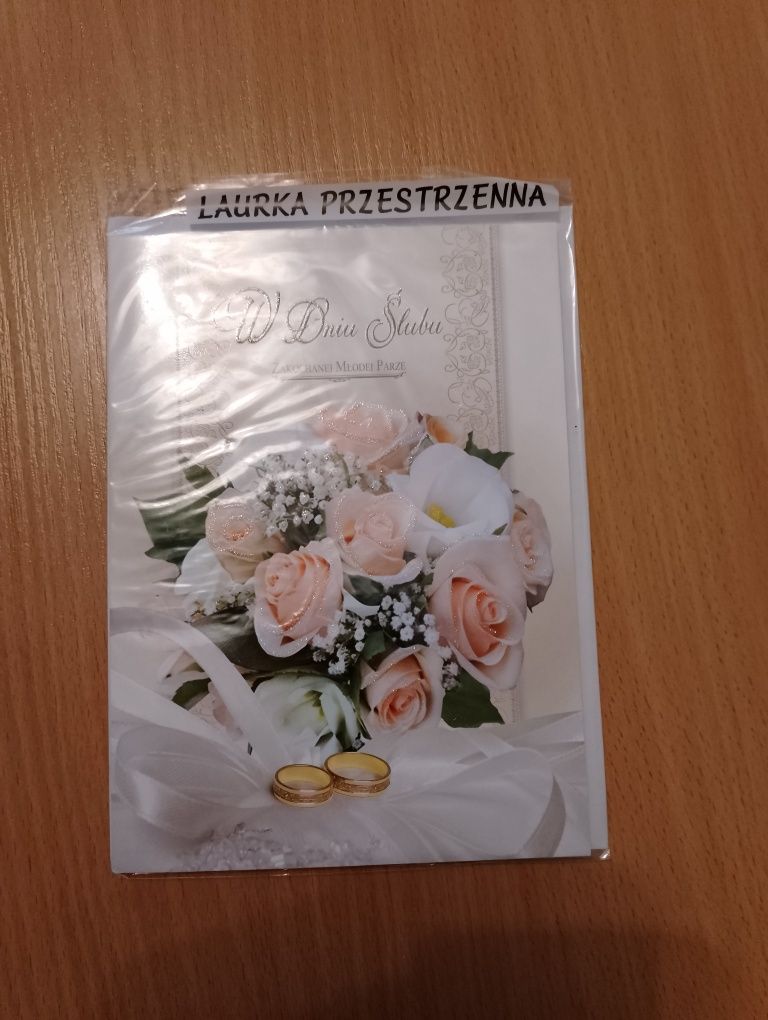 LAURKA PRZESTRZENNA
W Dniu Ślubu
ZAKOCHANEJ MŁODEJ PARZE